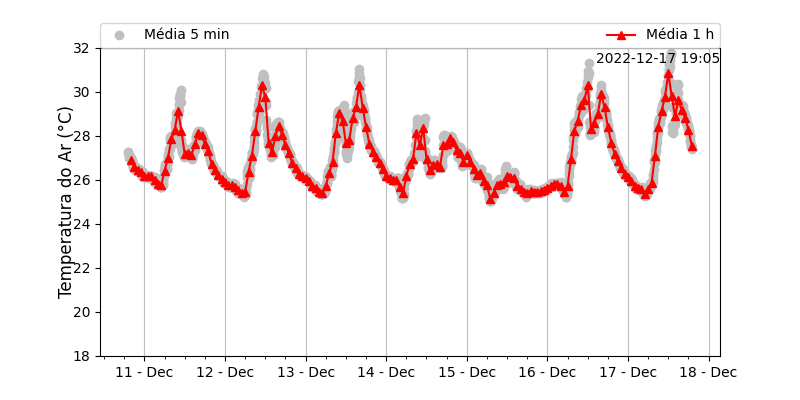 Média 5 min
Média 1 h
2022-12-17 19:05
Temperatura do Ar (°C)
32
30
28
26
24
22
20
18
11 - Dec
12 - Dec
13 - Dec
14 - Dec
15 - Dec
16 - Dec
17 - Dec
18 - Dec